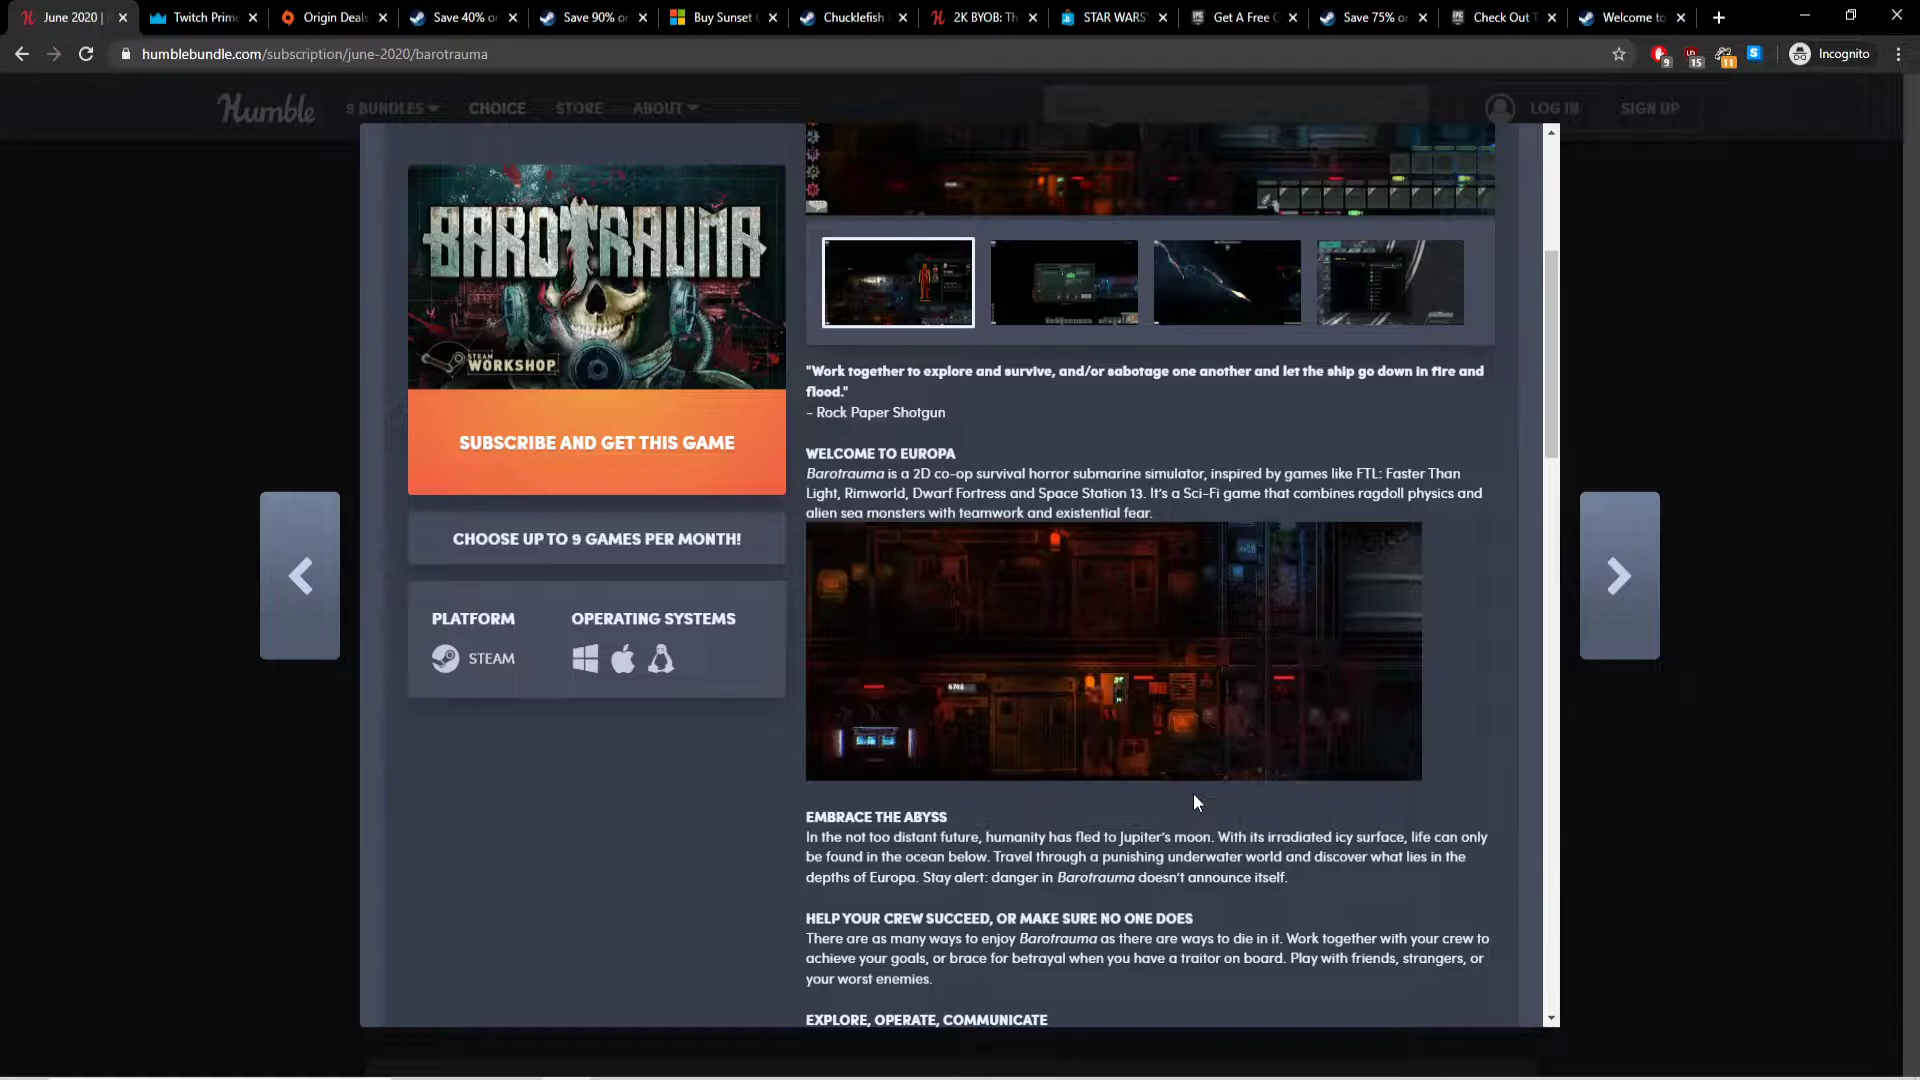 June 2020 |
Twitch Prime
Origin Deals
Save 40% or
Save 90% or
Buy Sunset
Chucklefish
2K BYOB: Th
STAR WARS
Get A Free
Save 75% or
Check Out T
Welcome to
humblebundle.com/subscription/june-2020/barotrauma
9
15
11
Incognito
Humble
9 BUNDLES
CHOICE
STORE
ABOUT
LOG IN
SIGN UP
BAROTRAUMA
STEAM
WORKSHOP
SUBSCRIBE AND GET THIS GAME
CHOOSE UP TO 9 GAMES PER MONTH!
PLATFORM
OPERATING SYSTEMS
STEAM
"Work together to explore and survive, and/or sabotage one another and let the ship go down in fire and
flood."
– Rock Paper Shotgun
WELCOME TO EUROPA
Barotrauma is a 2D co-op survival horror submarine simulator, inspired by games like FTL: Faster Than
Light, Rimworld, Dwarf Fortress and Space Station 13. It's a Sci-Fi game that combines ragdoll physics and
alien sea monsters with teamwork and existential fear.
EMBRACE THE ABYSS
In the not too distant future, humanity has fled to Jupiter's moon. With its irradiated icy surface, life can only
be found in the ocean below. Travel through a punishing underwater world and discover what lies in the
depths of Europa. Stay alert: danger in Barotrauma doesn't announce itself.
HELP YOUR CREW SUCCEED, OR MAKE SURE NO ONE DOES
There are as many ways to enjoy Barotrauma as there are ways to die in it. Work together with your crew to
achieve your goals, or brace for betrayal when you have a traitor on board. Play with friends, strangers, or
your worst enemies.
EXPLORE, OPERATE, COMMUNICATE